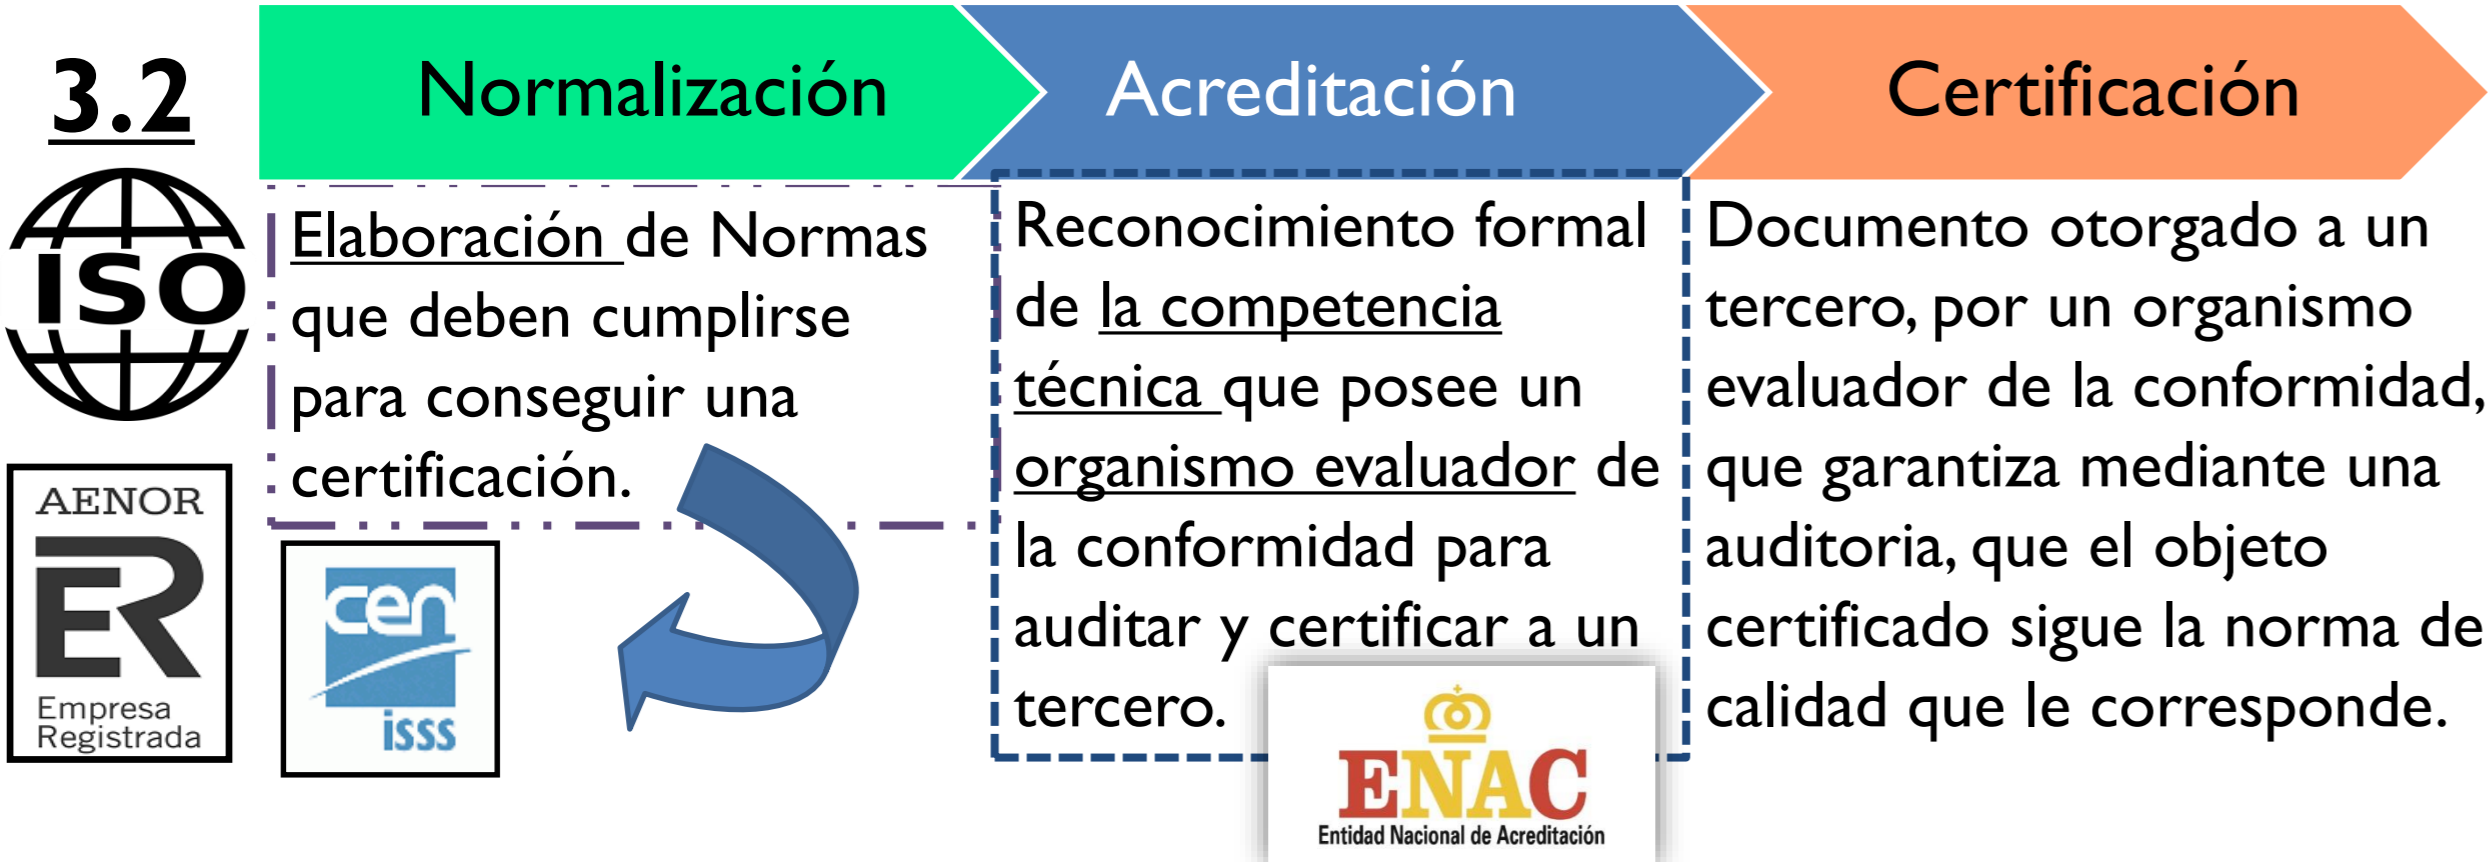 3.2
Normalización
Acreditación
Certificación
ISO
AENOR
ER
Empresa
Registrada
Elaboración de Normas
que deben cumplirse
para conseguir una
certificación.
cen
isss
Reconocimiento formal
de la competencia
técnica que posee un
organismo evaluador de
la conformidad para
auditar y certificar a un
tercero.
ENAC
Entidad Nacional de Acreditación
Documento otorgado a un
tercero, por un organismo
evaluador de la conformidad,
que garantiza mediante una
auditoria, que el objeto
certificado sigue la norma de
calidad que le corresponde.